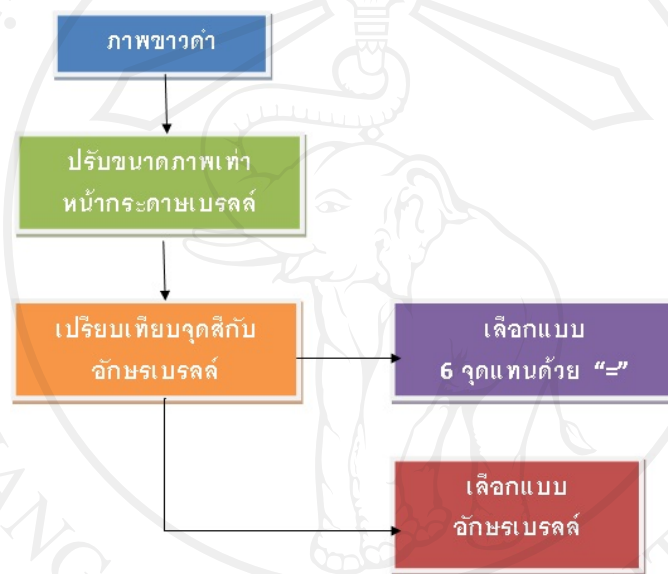 ภาพขาวดำ
ปรับขนาดภาพเท่า
หน้ากระดาษเบรลล์
เปรียบเทียบจุดสีกับ
อักษรเบรลล์
เลือกแบบ
6 จุดแทนด้วย “=”
เลือกแบบ
อักษรเบรลล์